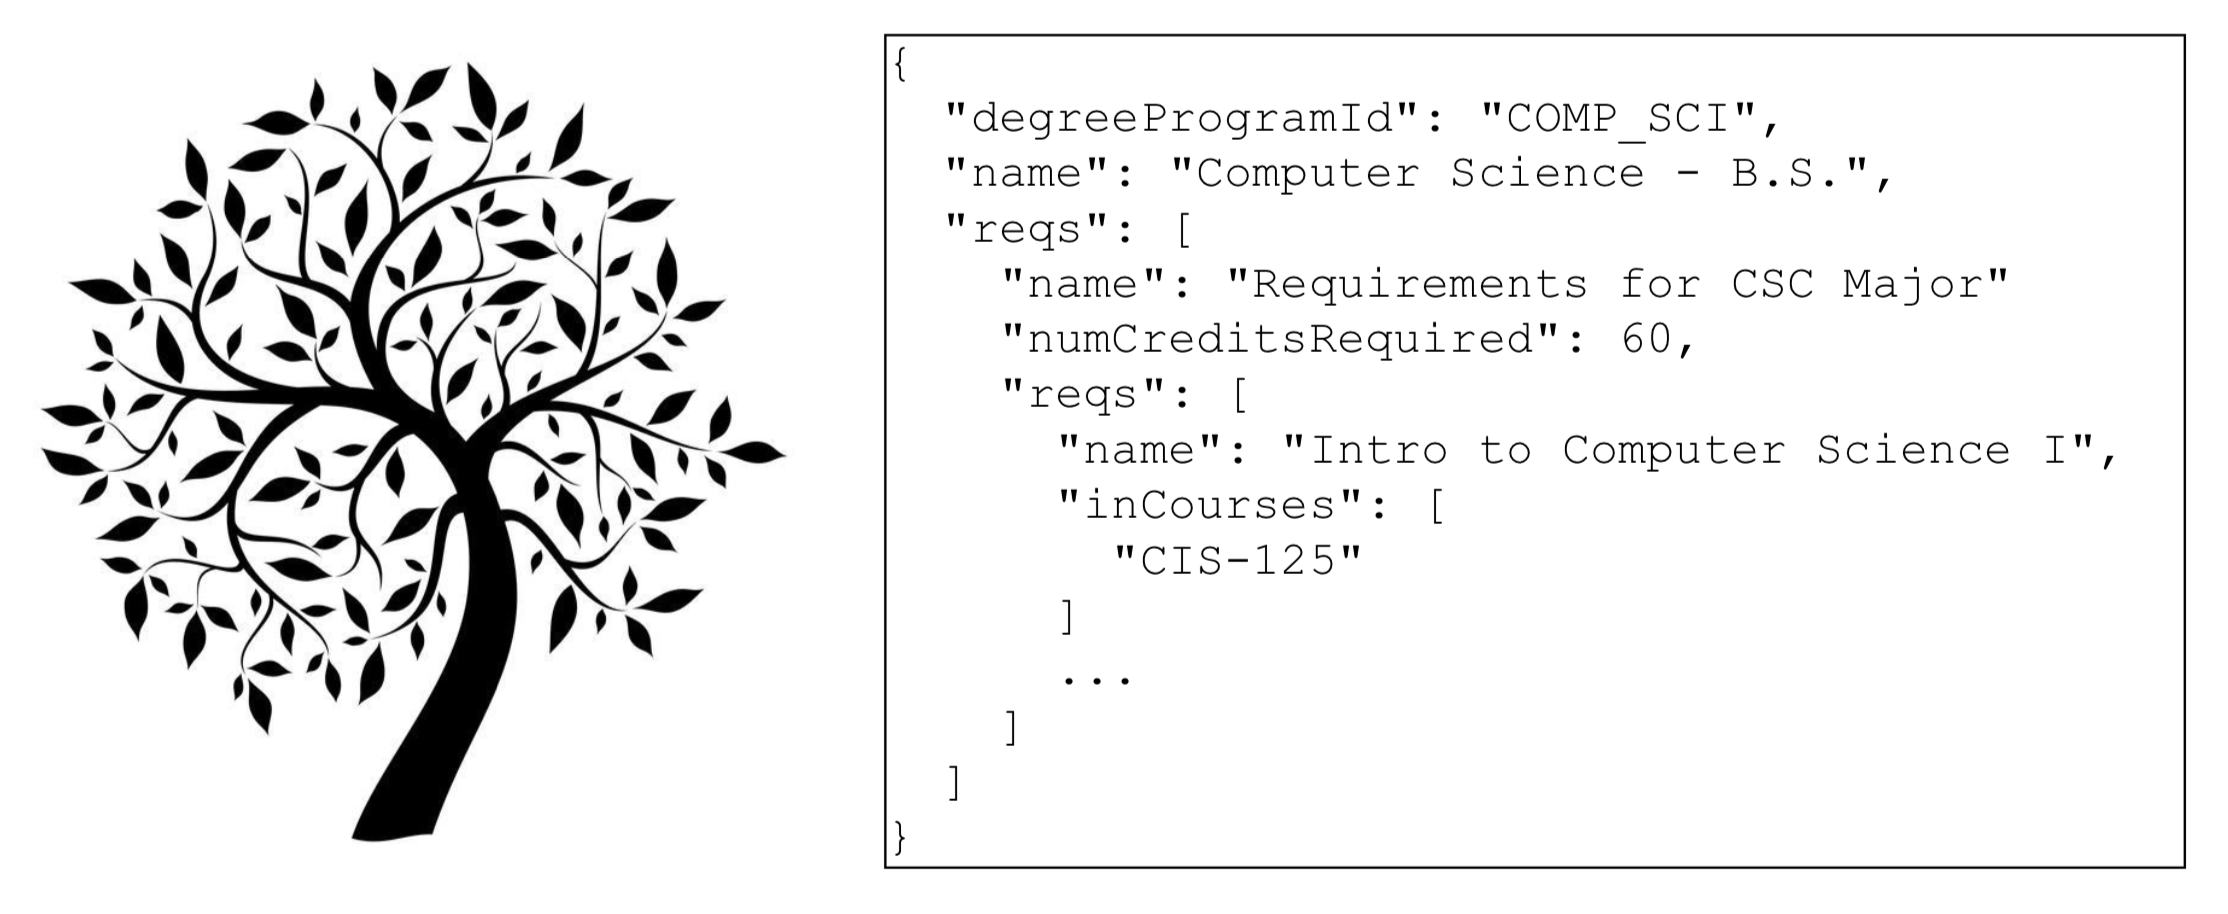 {
"degreeProgramId": "COMP_SCI",
"name": "Computer Science - B.S.",
"reqs": [
"name": "Requirements for CSC Major"
"numCreditsRequired": 60,
"reqs": [
"name": "Intro to Computer Science I",
"inCourses": [
"CIS-125"
]
...
]
]
}